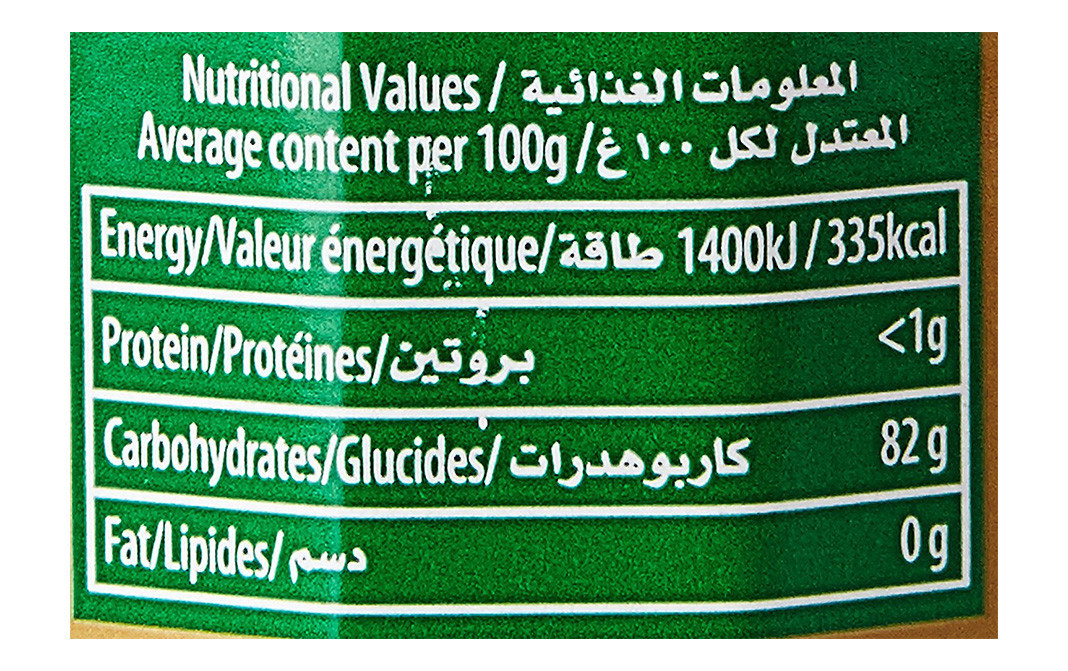 Nutritional Values / المعلومات الغذائية
Average content per 100g / المعتدل لكل ١٠٠ غ
Energy/Valeur énergétique/طاقة 1400kJ / 335kcal
Protein/Protéines/بروتين <1g
Carbohydrates/Glucides/كاربوهدرات 82 g
Fat/Lipides/دسم 0 g